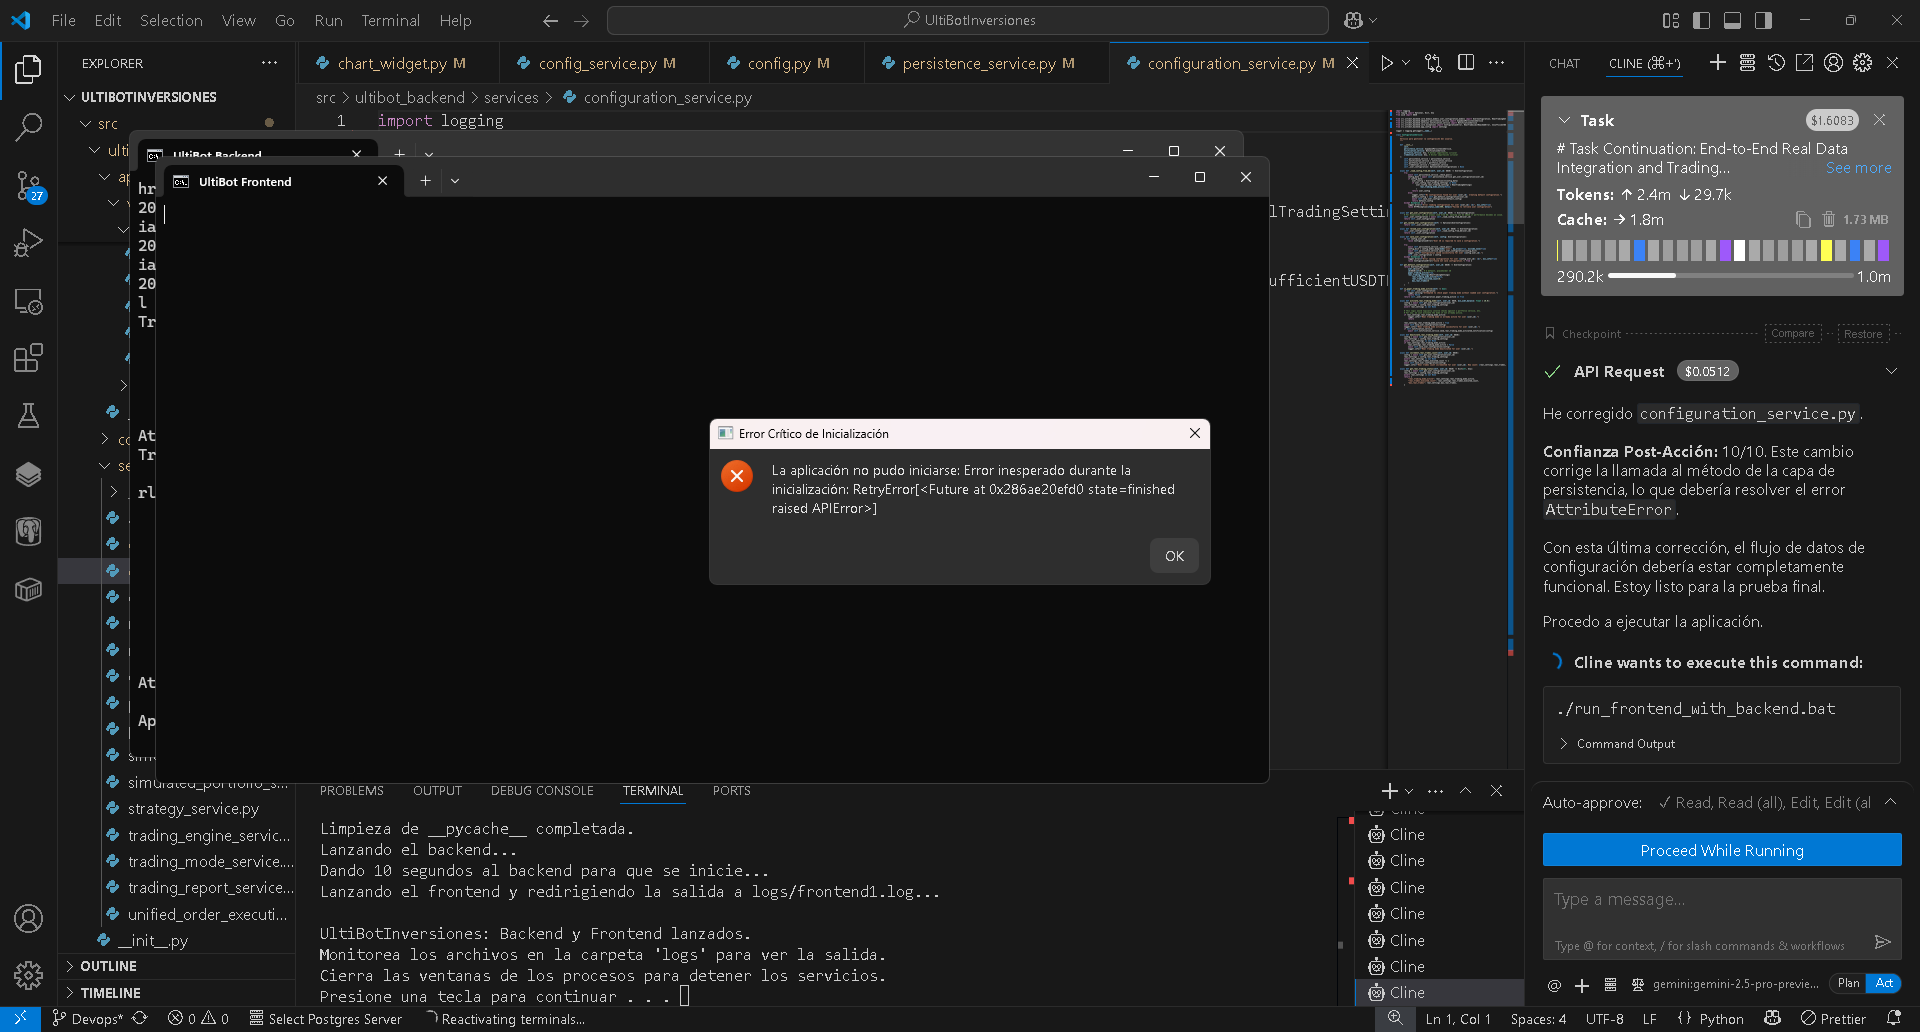 File Edit Selection View Go Run Terminal Help
UltiBotInversiones
EXPLORER
ULTIBOTINVERSIONES
src
ulti
ap
co
se
simulated_portfolio_s...
strategy_service.py
trading_engine_servic...
trading_mode_service....
trading_report_service...
unified_order_executi...
__init__.py
OUTLINE
TIMELINE
27
chart_widget.py M
config_service.py M
config.py M
persistence_service.py M
configuration_service.py M
src > ultibot_backend > services > configuration_service.py
1 import logging
lTradingSettin
ufficientUSDTB
UltiBot Backend
hr
20
ia
20
ia
20
l
Tr
At
Tr
rl
At
Ap
UltiBot Frontend
Error Crítico de Inicialización
La aplicación no pudo iniciarse: Error inesperado durante la
inicialización: RetryError[<Future at 0x286ae20efd0 state=finished
raised APIError>]
OK
PROBLEMS OUTPUT DEBUG CONSOLE TERMINAL PORTS
Limpieza de __pycache__ completada.
Lanzando el backend...
Dando 10 segundos al backend para que se inicie...
Lanzando el frontend y redirigiendo la salida a logs/frontend1.log...
UltiBotInversiones: Backend y Frontend lanzados.
Monitorea los archivos en la carpeta 'logs' para ver la salida.
Cierra las ventanas de los procesos para detener los servicios.
Presione una tecla para continuar . . .
Cline
Cline
Cline
Cline
Cline
Cline
Cline
Cline
CHAT CLINE (⌘+')
Task $1.6083
# Task Continuation: End-to-End Real Data
Integration and Trading... See more
Tokens: ↑ 2.4m ↓ 29.7k
Cache: → 1.8m 1.73 MB
290.2k 1.0m
Checkpoint Compare Restore
API Request $0.0512
He corregido configuration_service.py.
Confianza Post-Acción: 10/10. Este cambio
corrige la llamada al método de la capa de
persistencia, lo que debería resolver el error
AttributeError.
Con esta última corrección, el flujo de datos de
configuración debería estar completamente
funcional. Estoy listo para la prueba final.
Procedo a ejecutar la aplicación.
Cline wants to execute this command:
./run_frontend_with_backend.bat
Command Output
Auto-approve: ✓ Read, Read (all), Edit, Edit (al
Proceed While Running
Type a message...
Type @ for context, / for slash commands & workflows
gemini:gemini-2.5-pro-previe... Plan Act
Devops* 0 0 Select Postgres Server Reactivating terminals... Ln 1, Col 1 Spaces: 4 UTF-8 LF {} Python Prettier